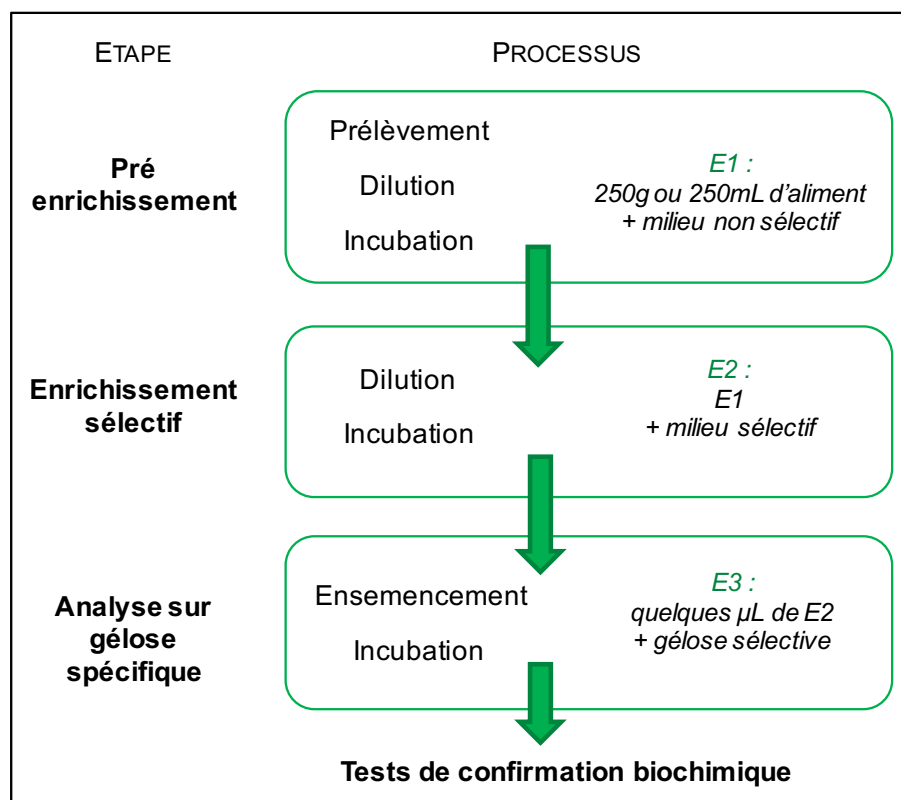 ETAPE
PROCESSUS
Pré
enrichissement
Prélèvement
Dilution
Incubation
E1 :
250g ou 250mL d’aliment
+ milieu non sélectif
Enrichissement
sélectif
Dilution
Incubation
E2 :
E1
+ milieu sélectif
Analyse sur
gélose
spécifique
Ensemencement
Incubation
E3 :
quelques µL de E2
+ gélose sélective
Tests de confirmation biochimique